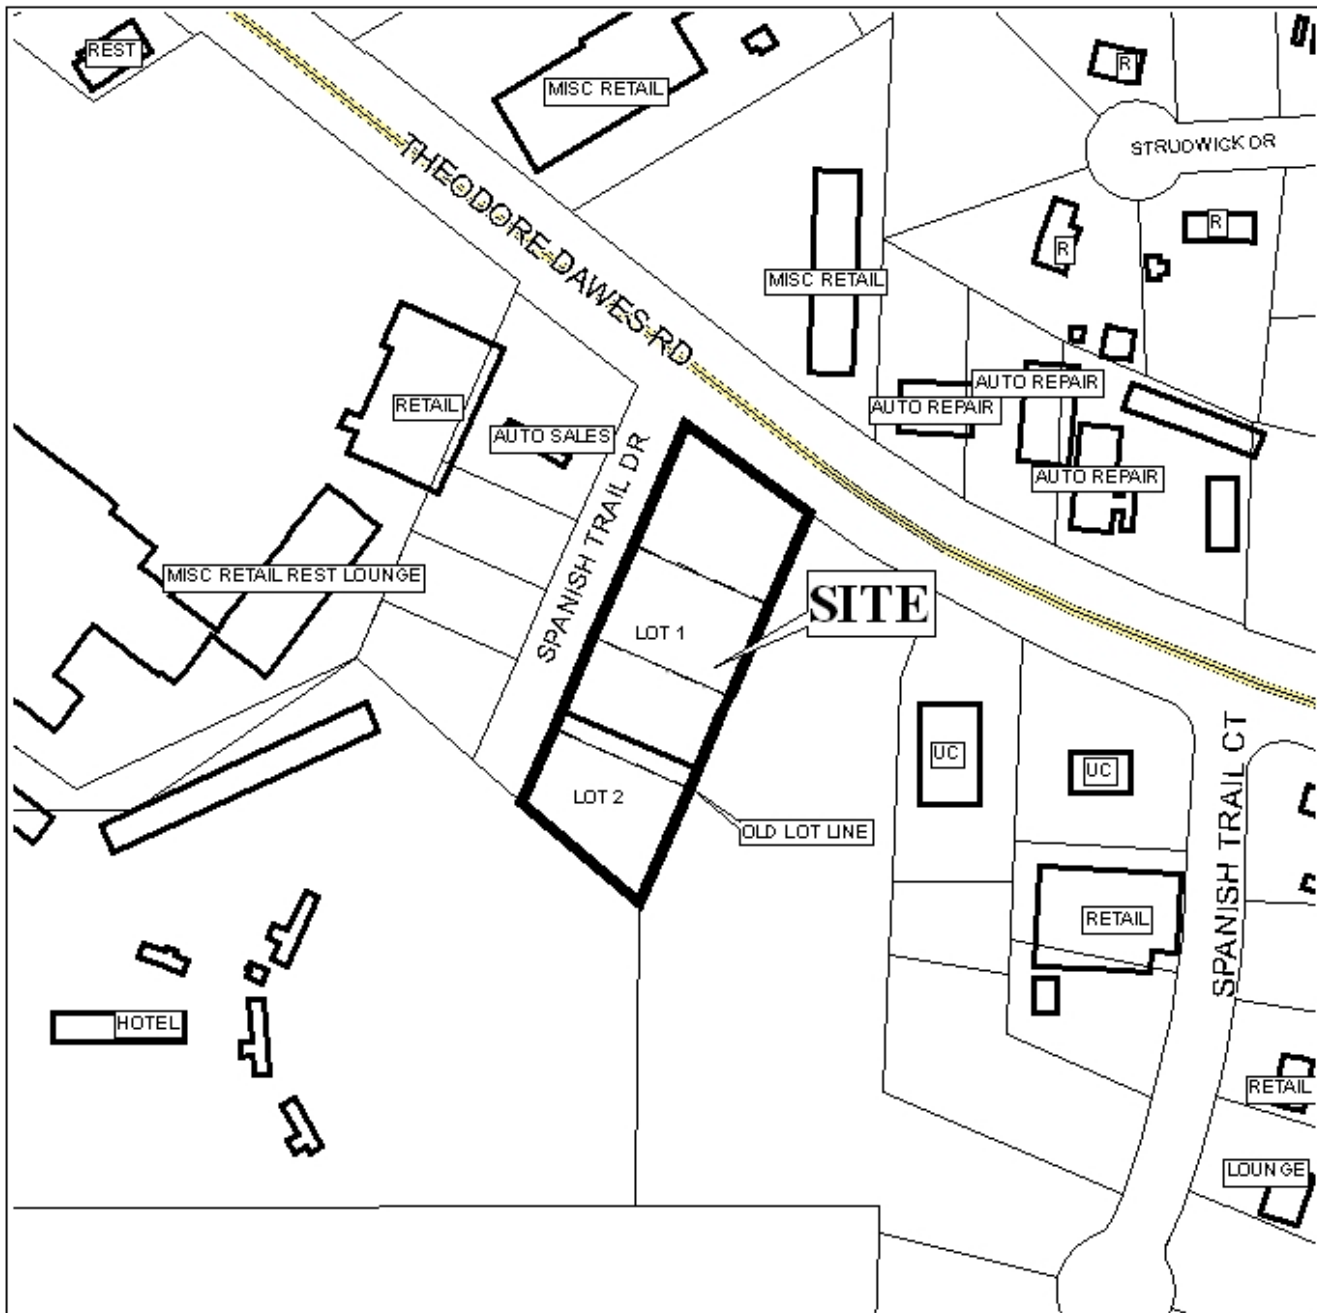 REST
MISC RETAIL
R
STRUDWICK DR
THEODORE DAWES RD
R
R
MISC RETAIL
AUTO REPAIR
AUTO REPAIR
RETAIL
AUTO SALES
AUTO REPAIR
SPANISH TRAIL DR
MISC RETAIL REST LOUNGE
SITE
LOT 1
UC
UC
SPANISH TRAIL CT
LOT 2
OLD LOT LINE
RETAIL
HOTEL
RETAIL
LOUNGE